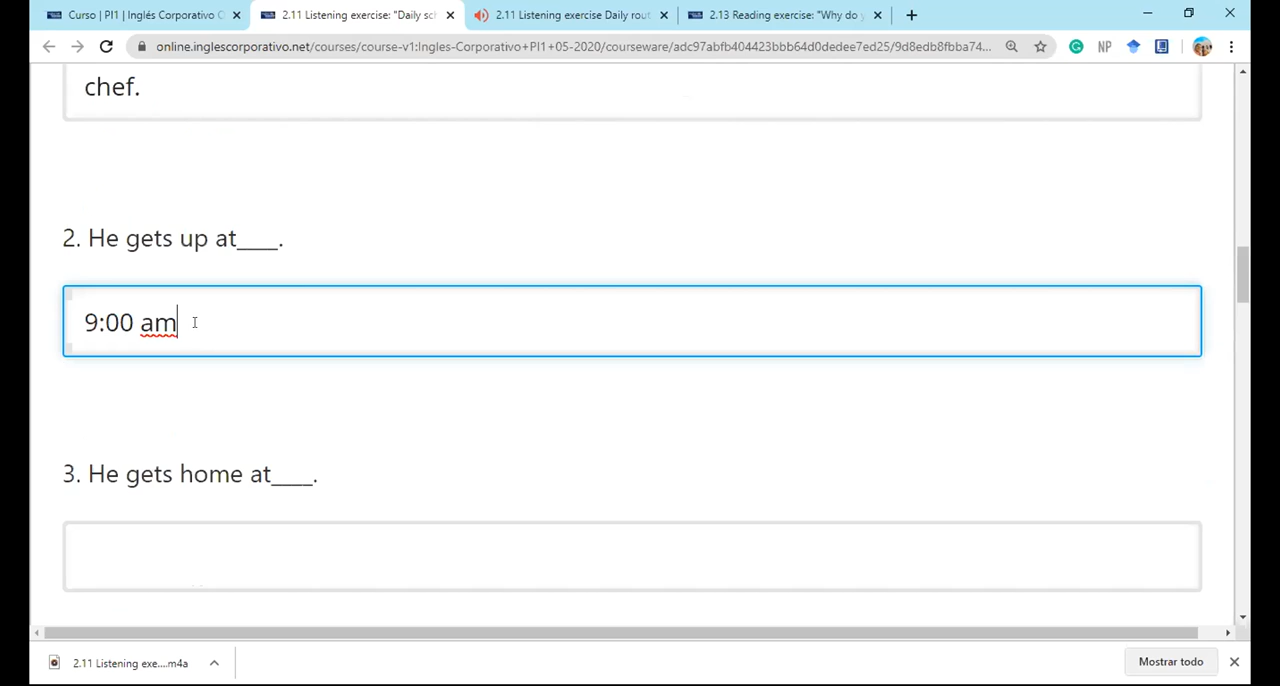 Curso | PI1 | Inglés Corporativo C
2.11 Listening exercise: "Daily sch
2.11 Listening exercise Daily rout
2.13 Reading exercise: "Why do y
online.inglescorporativo.net/courses/course-v1:Ingles-Corporativo+PI1+05-2020/courseware/adc97abfb404423bbb64d0dedee7ed25/9d8edb8fbba74...
NP
chef.
2. He gets up at____.
9:00 am
3. He gets home at____.
2.11 Listening exe....m4a
Mostrar todo